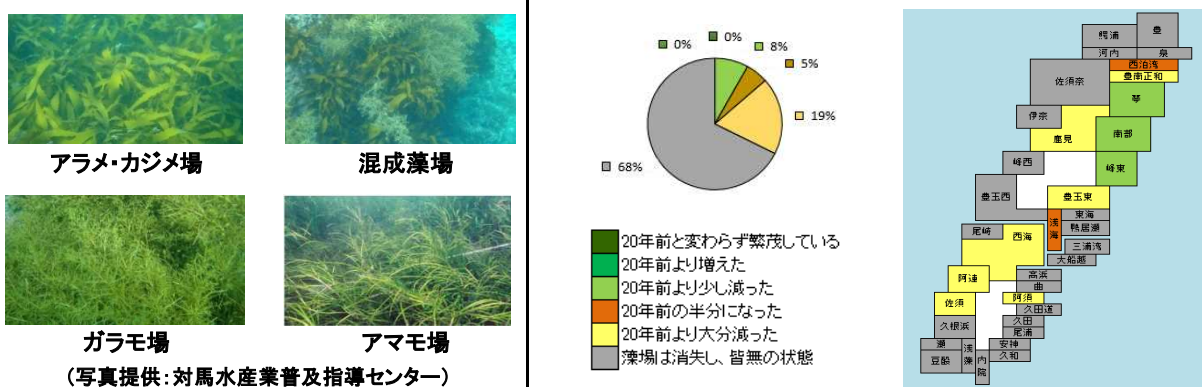 アラメ・カジメ場
混成藻場
ガラモ場
アマモ場
(写真提供:対馬水産業普及指導センター)
0%
0%
8%
5%
19%
68%
20年前と変わらず繁茂している
20年前より増えた
20年前より少し減った
20年前の半分になった
20年前より大分減った
藻場は消失し、皆無の状態
豊
鰐浦
河内
泉
西泊湾
豊南正和
佐須奈
琴
伊奈
鹿見
南部
峰西
峰東
豊玉西
豊玉東
浅海
東海
鴨居瀬
尾崎
西海
三浦湾
大船越
阿連
高浜
曲
佐須
阿須
久田道
久根浜
久田
尾浦
瀬
浅藻
安神
豆酘
内院
久和